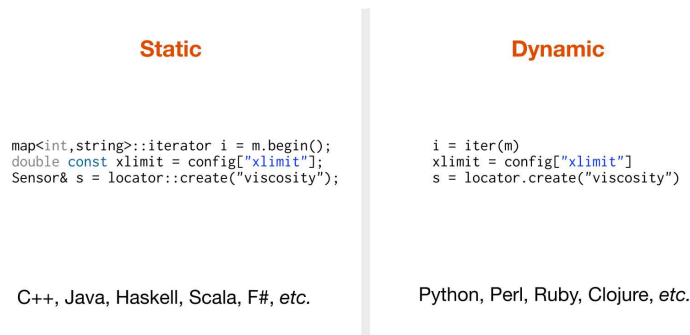 Static
map<int,string>::iterator i = m.begin();
double const xlimit = config["xlimit"];
Sensor& s = locator::create("viscosity");
C++, Java, Haskell, Scala, F#, etc.
Dynamic
i = iter(m)
xlimit = config["xlimit"]
s = locator.create("viscosity")
Python, Perl, Ruby, Clojure, etc.